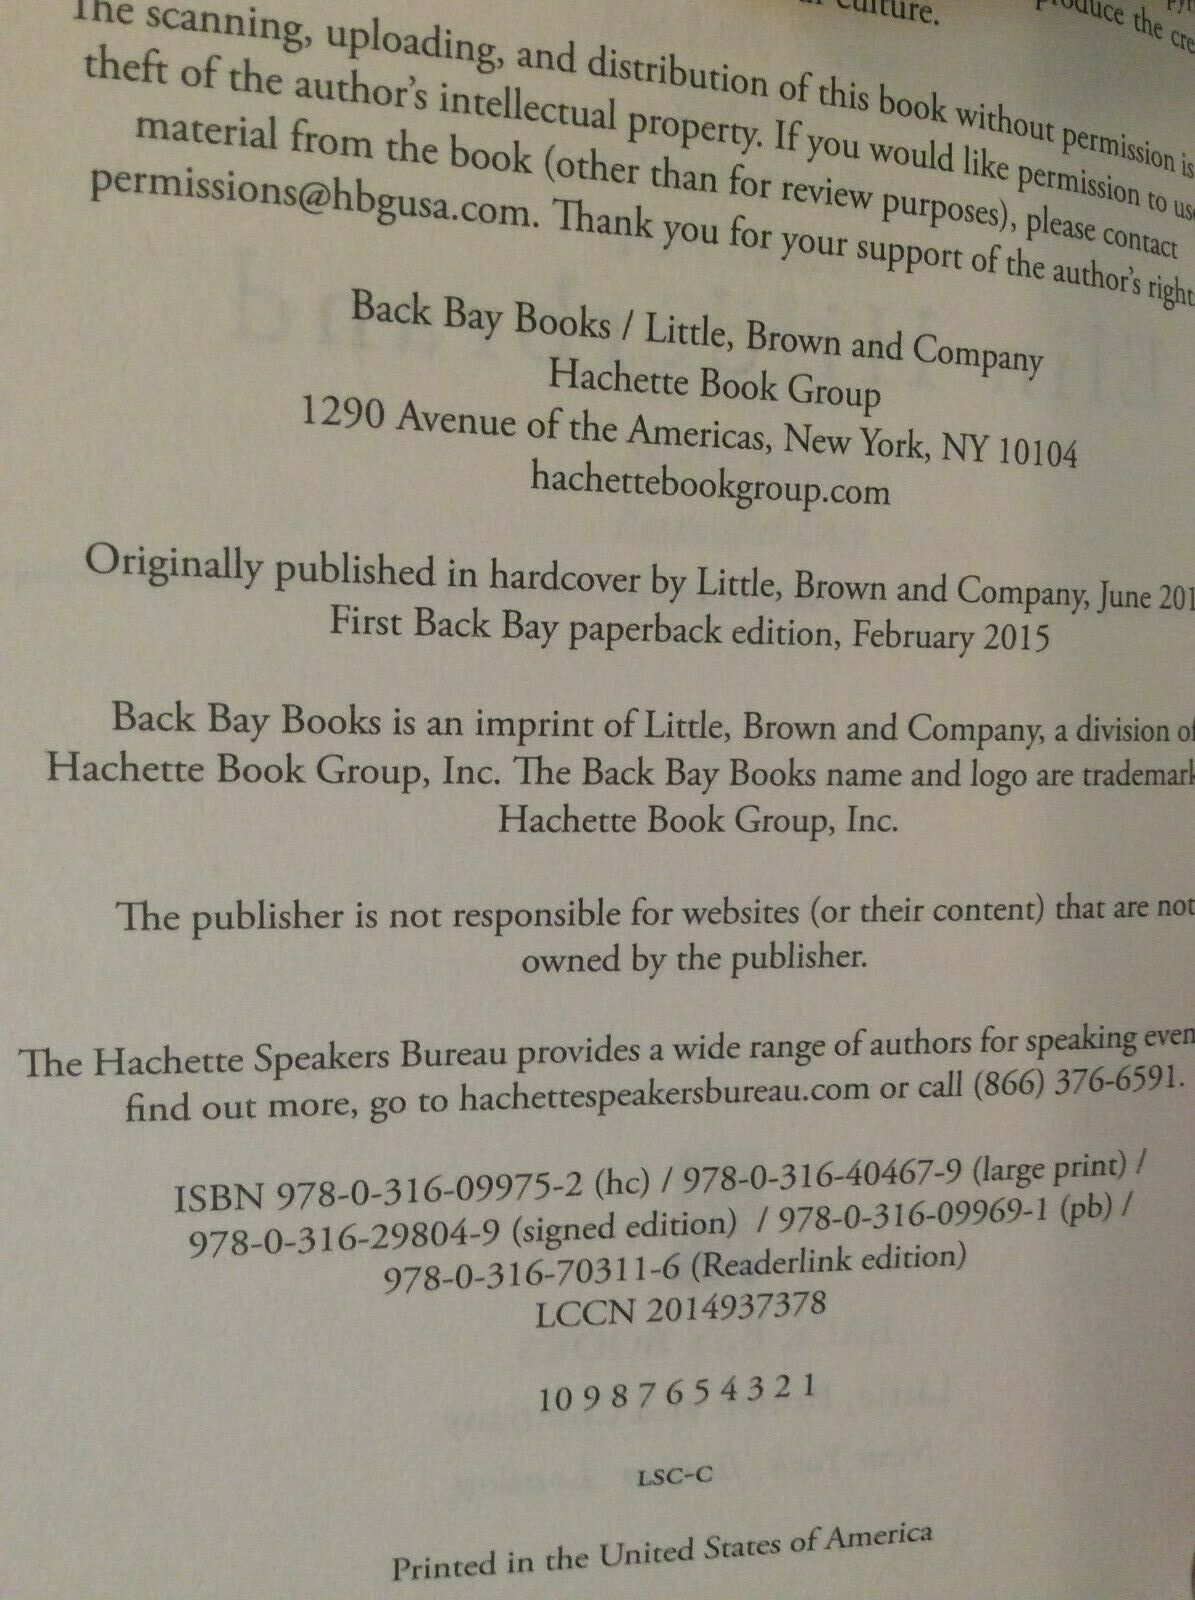 culture. produce the cre
The scanning, uploading, and distribution of this book without permission is
theft of the author's intellectual property. If you would like permission to use
material from the book (other than for review purposes), please contact
permissions@hbgusa.com. Thank you for your support of the author's right
Back Bay Books / Little, Brown and Company
Hachette Book Group
1290 Avenue of the Americas, New York, NY 10104
hachettebookgroup.com
Originally published in hardcover by Little, Brown and Company, June 201
First Back Bay paperback edition, February 2015
Back Bay Books is an imprint of Little, Brown and Company, a division of
Hachette Book Group, Inc. The Back Bay Books name and logo are trademark
Hachette Book Group, Inc.
The publisher is not responsible for websites (or their content) that are not
owned by the publisher.
The Hachette Speakers Bureau provides a wide range of authors for speaking even
find out more, go to hachettespeakersbureau.com or call (866) 376-6591.
ISBN 978-0-316-09975-2 (hc) / 978-0-316-40467-9 (large print) /
978-0-316-29804-9 (signed edition) / 978-0-316-09969-1 (pb) /
978-0-316-70311-6 (Readerlink edition)
LCCN 2014937378
10 9 8 7 6 5 4 3 2 1
LSC-C
Printed in the United States of America